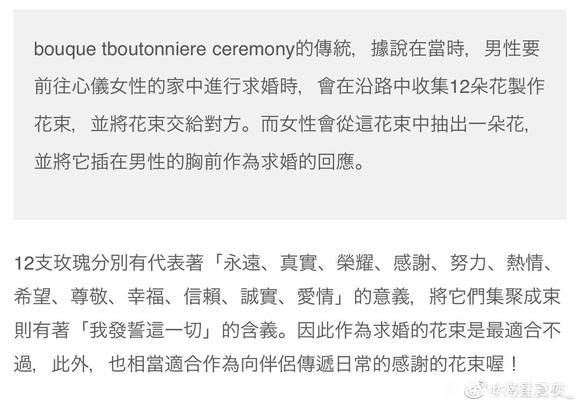 bouque tboutonniere ceremony的傳統，據說在當時，男性要
前往心儀女性的家中進行求婚時，會在沿路中收集12朵花製作
花束，並將花束交給對方。而女性會從這花束中抽出一朵花，
並將它插在男性的胸前作為求婚的回應。
12支玫瑰分別有代表著「永遠、真實、榮耀、感謝、努力、熱情、
希望、尊敬、幸福、信賴、誠實、愛情」的意義，將它們集聚成束
則有著「我發誓這一切」的含義。因此作為求婚的花束是最適合不
過，此外，也相當適合作為向伴侶傳遞日常的感謝的花束喔！